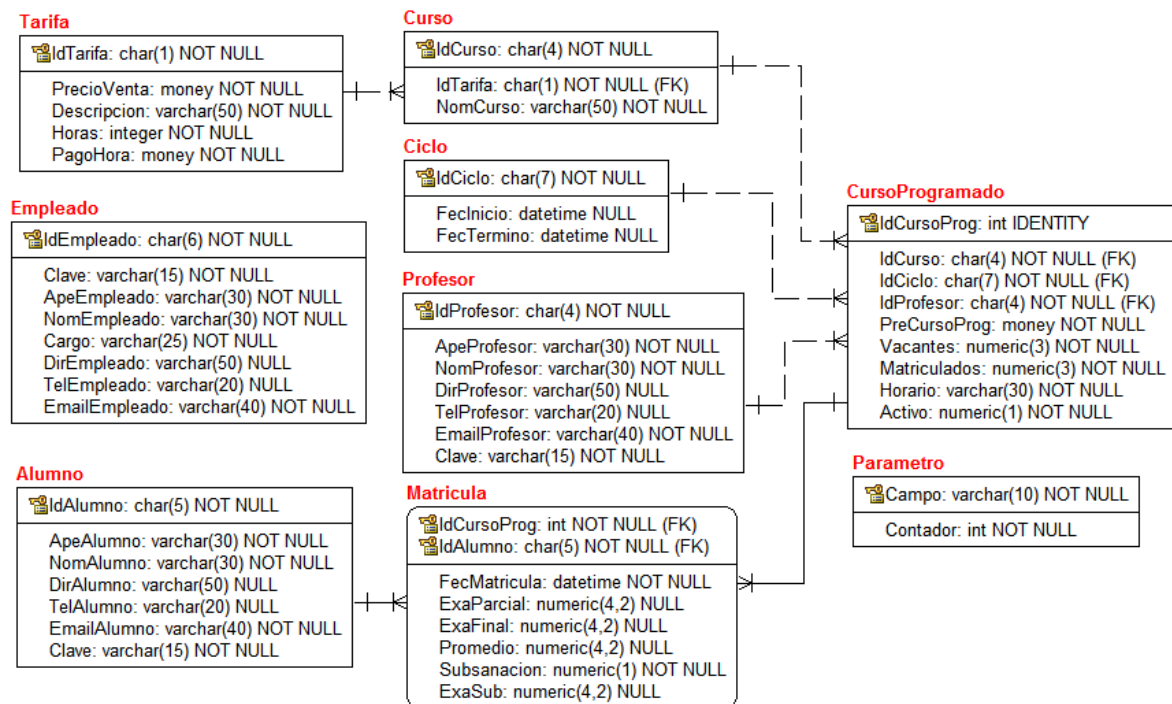 Tarifa
IdTarifa: char(1) NOT NULL
PrecioVenta: money NOT NULL
Descripcion: varchar(50) NOT NULL
Horas: integer NOT NULL
PagoHora: money NOT NULL
Curso
IdCurso: char(4) NOT NULL
IdTarifa: char(1) NOT NULL (FK)
NomCurso: varchar(50) NOT NULL
Ciclo
IdCiclo: char(7) NOT NULL
FecInicio: datetime NULL
FecTermino: datetime NULL
CursoProgramado
IdCursoProg: int IDENTITY
IdCurso: char(4) NOT NULL (FK)
IdCiclo: char(7) NOT NULL (FK)
IdProfesor: char(4) NOT NULL (FK)
PreCursoProg: money NOT NULL
Vacantes: numeric(3) NOT NULL
Matriculados: numeric(3) NOT NULL
Horario: varchar(30) NOT NULL
Activo: numeric(1) NOT NULL
Empleado
IdEmpleado: char(6) NOT NULL
Clave: varchar(15) NOT NULL
ApeEmpleado: varchar(30) NOT NULL
NomEmpleado: varchar(30) NOT NULL
Cargo: varchar(25) NOT NULL
DirEmpleado: varchar(50) NULL
TelEmpleado: varchar(20) NULL
EmailEmpleado: varchar(40) NOT NULL
Profesor
IdProfesor: char(4) NOT NULL
ApeProfesor: varchar(30) NOT NULL
NomProfesor: varchar(30) NOT NULL
DirProfesor: varchar(50) NULL
TelProfesor: varchar(20) NULL
EmailProfesor: varchar(40) NOT NULL
Clave: varchar(15) NOT NULL
Alumno
IdAlumno: char(5) NOT NULL
ApeAlumno: varchar(30) NOT NULL
NomAlumno: varchar(30) NOT NULL
DirAlumno: varchar(50) NULL
TelAlumno: varchar(20) NULL
EmailAlumno: varchar(40) NOT NULL
Clave: varchar(15) NOT NULL
Matricula
IdCursoProg: int NOT NULL (FK)
IdAlumno: char(5) NOT NULL (FK)
FecMatricula: datetime NOT NULL
ExaParcial: numeric(4,2) NULL
ExaFinal: numeric(4,2) NULL
Promedio: numeric(4,2) NULL
Subsanacion: numeric(1) NOT NULL
ExaSub: numeric(4,2) NULL
Parametro
Campo: varchar(10) NOT NULL
Contador: int NOT NULL